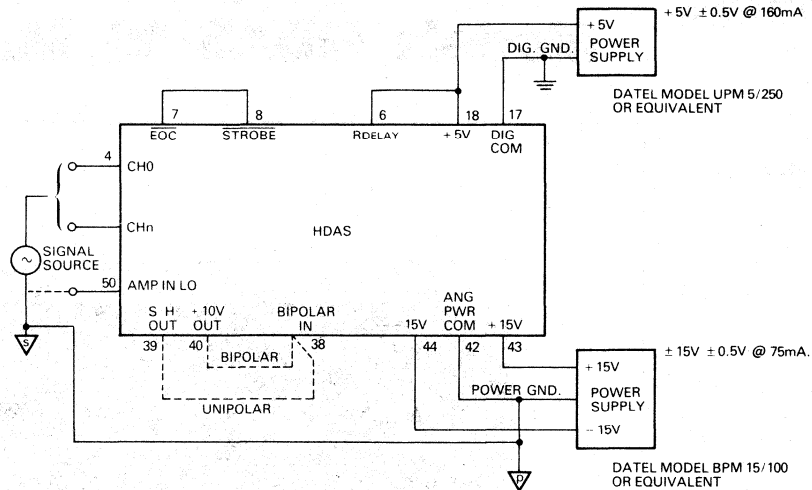 +5V ±0.5V @ 160mA
+5V
POWER
SUPPLY
DIG. GND.
DATEL MODEL UPM 5/250
OR EQUIVALENT
7
8
6
18
17
EOC
STROBE
RDELAY
+5V
DIG
COM
4
CH0
CHn
HDAS
SIGNAL
SOURCE
50
AMP IN LO
S H
OUT
+10V
OUT
BIPOLAR
IN
15V
ANG
PWR
COM
+15V
39
40
38
44
42
43
BIPOLAR
UNIPOLAR
S
±15V ±0.5V @ 75mA.
+15V
POWER GND.
POWER
SUPPLY
-15V
P
DATEL MODEL BPM 15/100
OR EQUIVALENT